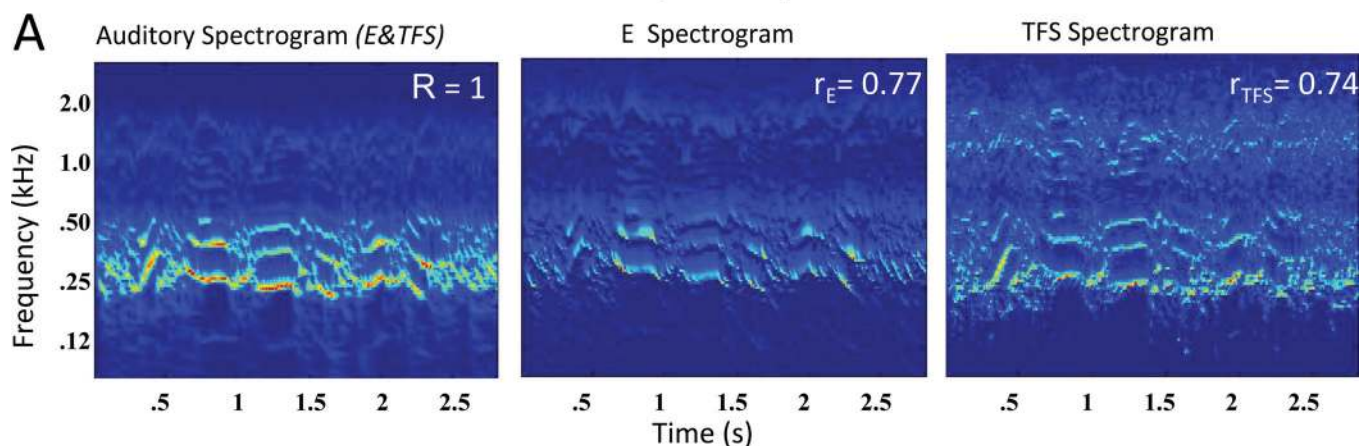 A
Auditory Spectrogram (E&TFS)
E Spectrogram
TFS Spectrogram
R = 1
r_E= 0.77
r_TFS= 0.74
Frequency (kHz)
2.0
1.0
.50
.25
.12
.5 1 1.5 2 2.5
.5 1 1.5 2 2.5
.5 1 1.5 2 2.5
Time (s)